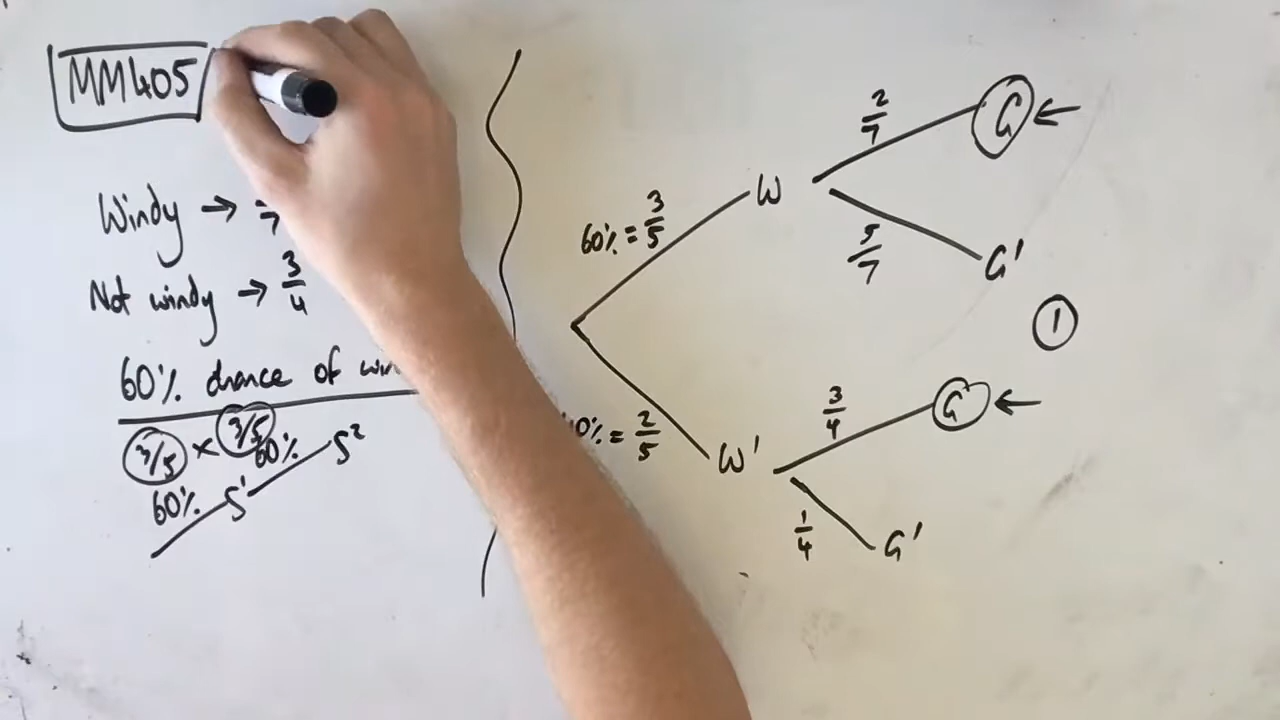 MM405
Windy → /7
Not windy → 3/4
60% chance of
3/5 × 3/5
60% S²
60% S'
60% = 3/5
W
2/7
G ←
5/7
G'
1
% = 2/5
W'
3/4
G ←
1/4
G'